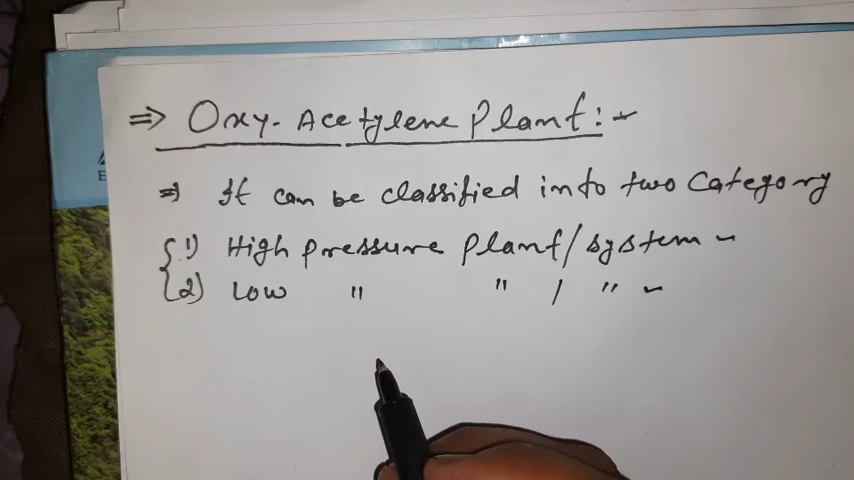 ⇒ Oxy-Acetylene Plant:-
⇒ It can be classified into two Category
1) High pressure plant/system -
2) Low " " / " -